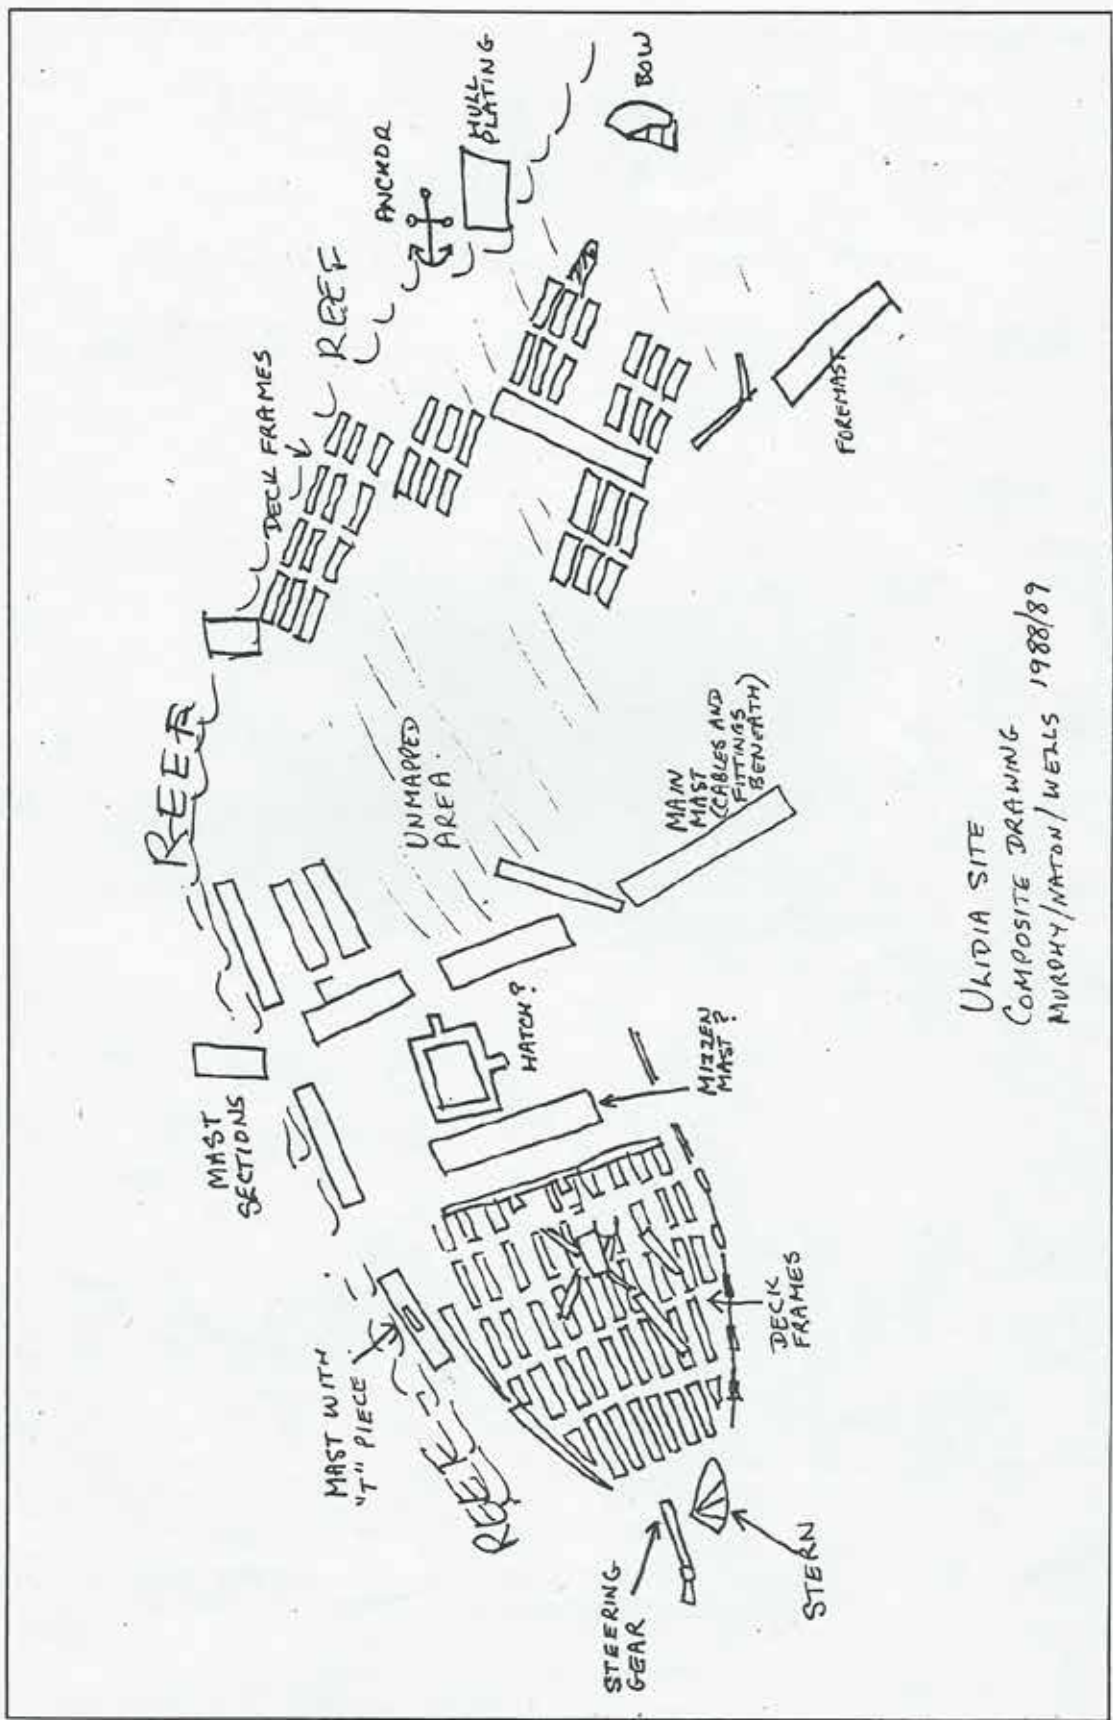 REEF
MAST
SECTIONS
MAST WITH
"T" PIECE
REEF
STEERING
GEAR
STERN
DECK
FRAMES
MIZZEN
MAST?
HATCH?
UNMAPPED
AREA
MAIN
MAST
(CABLES AND
FITTINGS
BENEATH)
DECK FRAMES
REEF
ANCHOR
HULL
PLATING
BOW
FOREMAST
ULIDIA SITE
COMPOSITE DRAWING
MURPHY/NATON/WELLS 1988/89